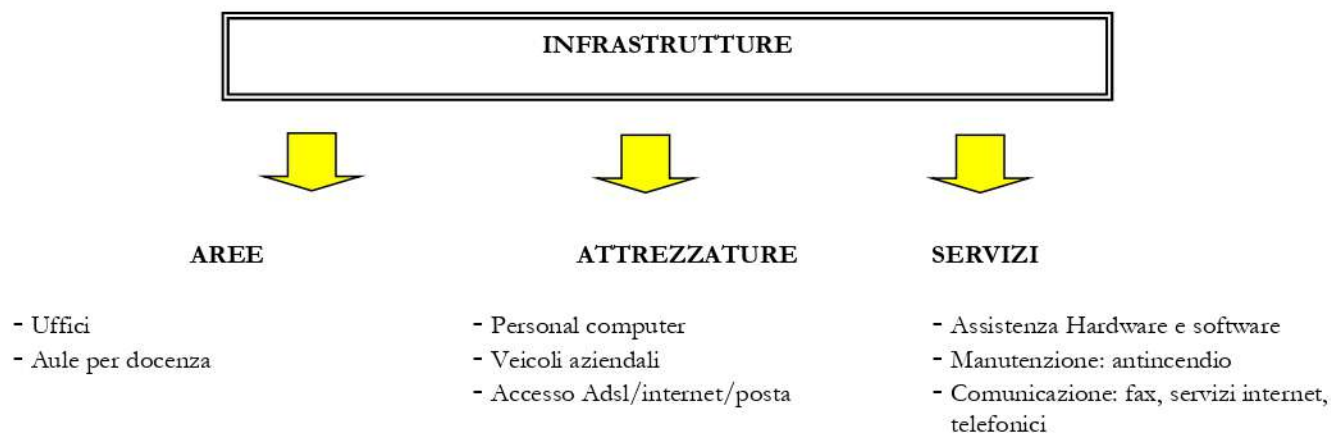 INFRASTRUTTURE
AREE
ATTREZZATURE
SERVIZI
- Uffici
- Aule per docenza
- Personal computer
- Veicoli aziendali
- Accesso Adsl/internet/posta
- Assistenza Hardware e software
- Manutenzione: antincendio
- Comunicazione: fax, servizi internet,
telefonici